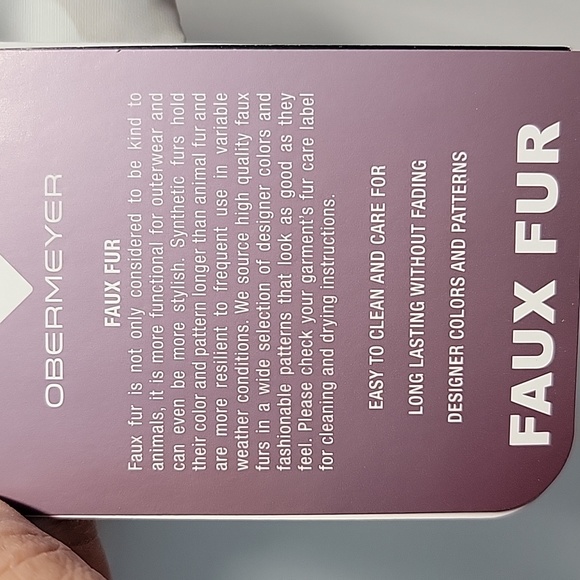 OBERMEYER
FAUX FUR
Faux fur is not only considered to be kind to
animals, it is more functional for outerwear and
can even be more stylish. Synthetic furs hold
their color and pattern longer than animal fur and
are more resilient to frequent use in variable
weather conditions. We source high quality faux
furs in a wide selection of designer colors and
fashionable patterns that look as good as they
feel. Please check your garment's fur care label
for cleaning and drying instructions.
EASY TO CLEAN AND CARE FOR
LONG LASTING WITHOUT FADING
DESIGNER COLORS AND PATTERNS
FAUX FUR